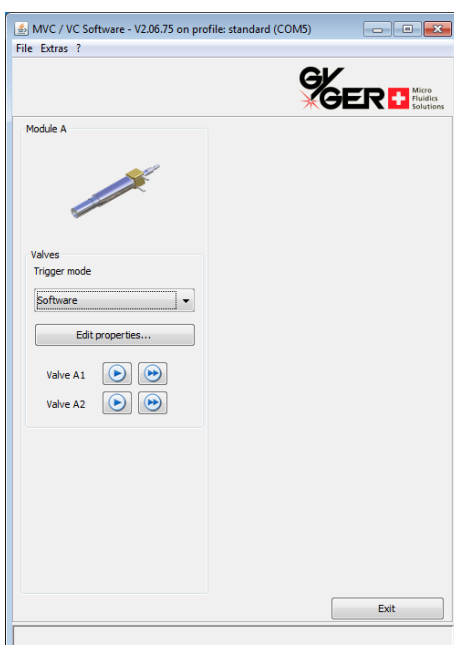 MVC / VC Software - V2.06.75 on profile: standard (COM5)
File Extras ?
GYGER
Micro
Fluidics
Solutions
Module A
Valves
Trigger mode
Software
Edit properties...
Valve A1
Valve A2
Exit